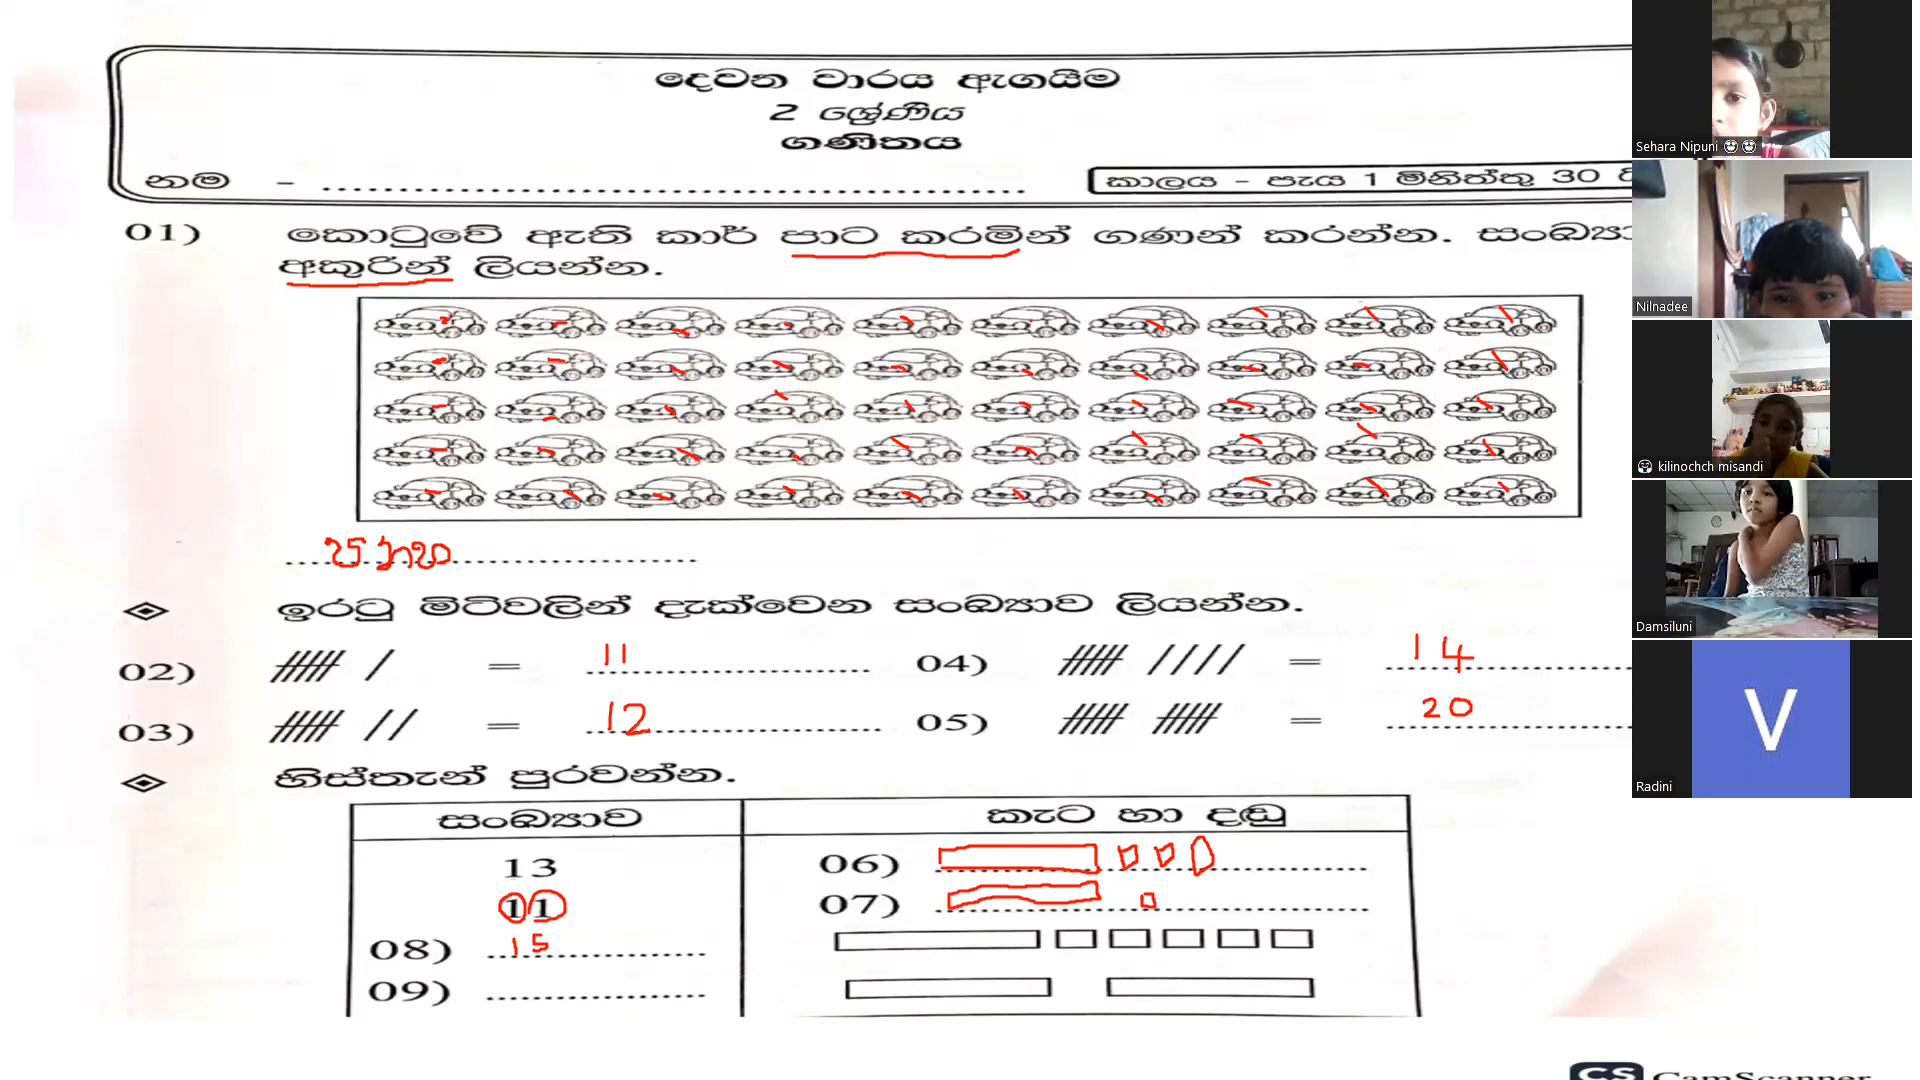 දෙවන වාරය ඇගයීම
2 ශ්‍රේණිය
ගණිතය
නම – ......................................................
කාලය – පැය 1 මිනිත්තු 30
01) කොටුවේ ඇති කාර් පාට කරමින් ගණන් කරන්න. සංඛ්‍යා
අකුරින් ලියන්න.
පනහ
ඉරටු මිටිවලින් දැක්වෙන සංඛ්‍යාව ලියන්න.
02) = 11
04) = 14
03) = 12
05) = 20
හිස්තැන් පුරවන්න.
සංඛ්‍යාව
කැට හා දඬු
13
06)
11
07)
08) 15
09)
CS CamScanner
Sehara Nipuni
Nilnadee
kilinochch misandi
Damsiluni
V
Radini